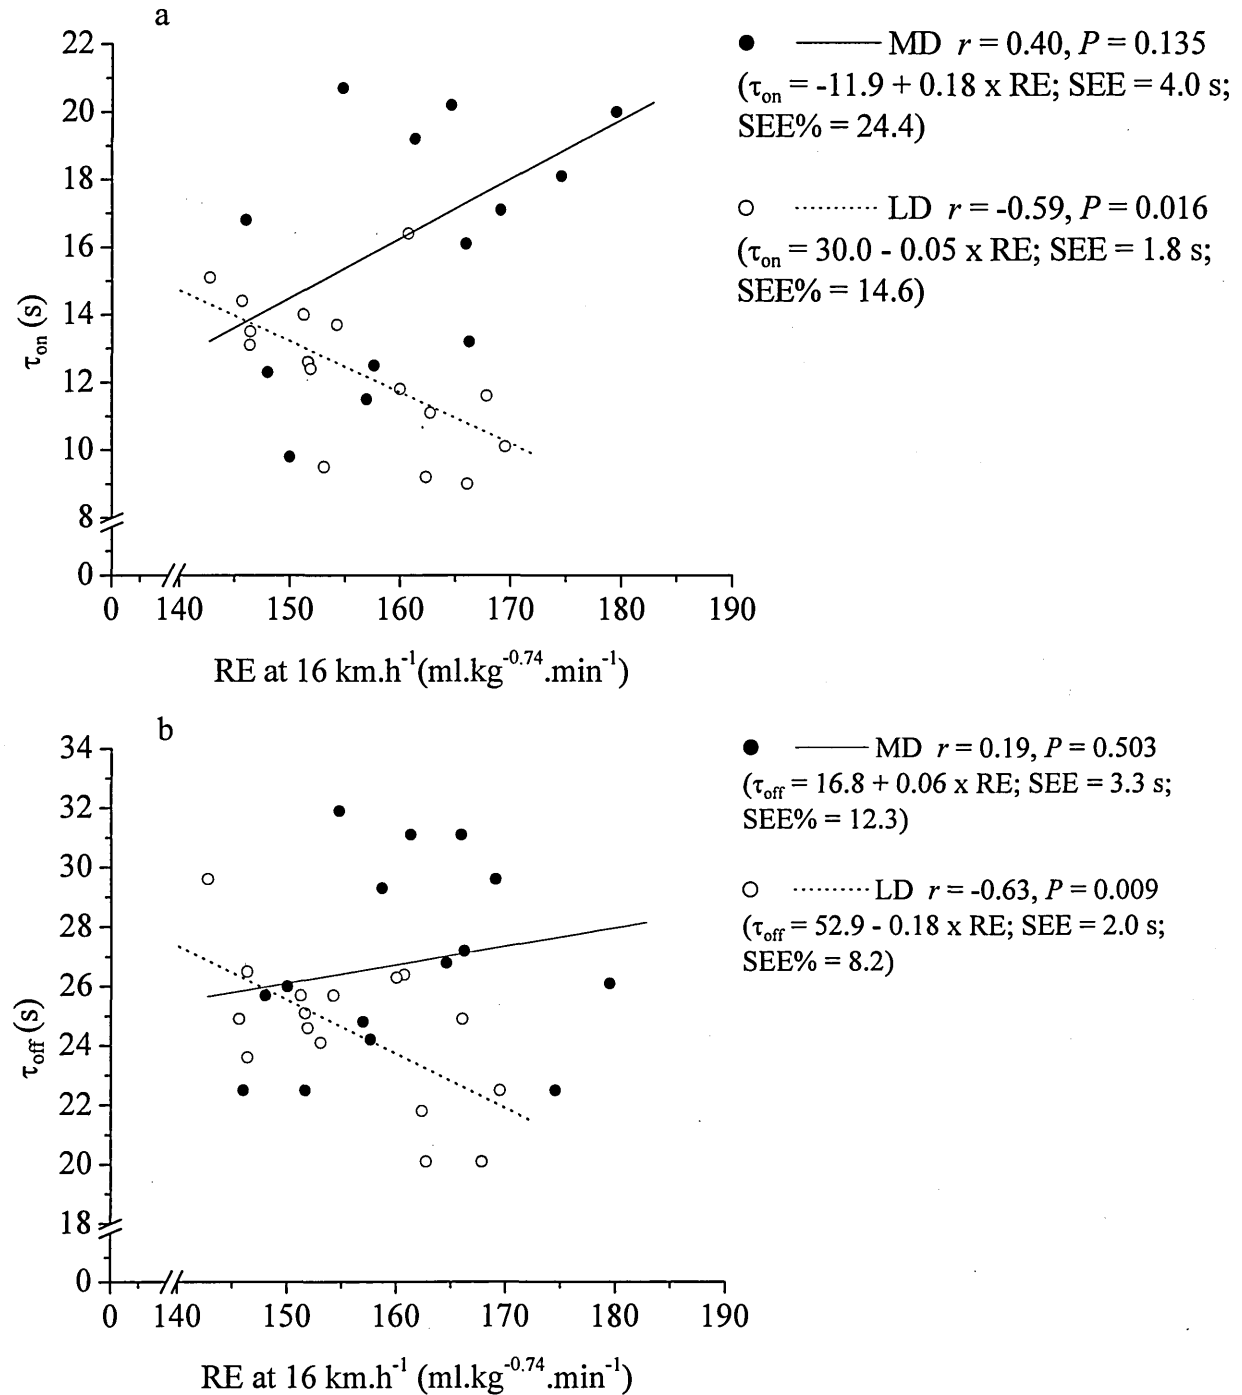 a
22
20
18
16
14
12
10
8
0
τon (s)
0 140 150 160 170 180 190
RE at 16 km.h-1(ml.kg-0.74.min-1)
MD r = 0.40, P = 0.135
(τon = -11.9 + 0.18 x RE; SEE = 4.0 s;
SEE% = 24.4)
LD r = -0.59, P = 0.016
(τon = 30.0 - 0.05 x RE; SEE = 1.8 s;
SEE% = 14.6)
b
34
32
30
28
26
24
22
20
18
0
τoff (s)
0 140 150 160 170 180 190
RE at 16 km.h-1 (ml.kg-0.74.min-1)
MD r = 0.19, P = 0.503
(τoff = 16.8 + 0.06 x RE; SEE = 3.3 s;
SEE% = 12.3)
LD r = -0.63, P = 0.009
(τoff = 52.9 - 0.18 x RE; SEE = 2.0 s;
SEE% = 8.2)